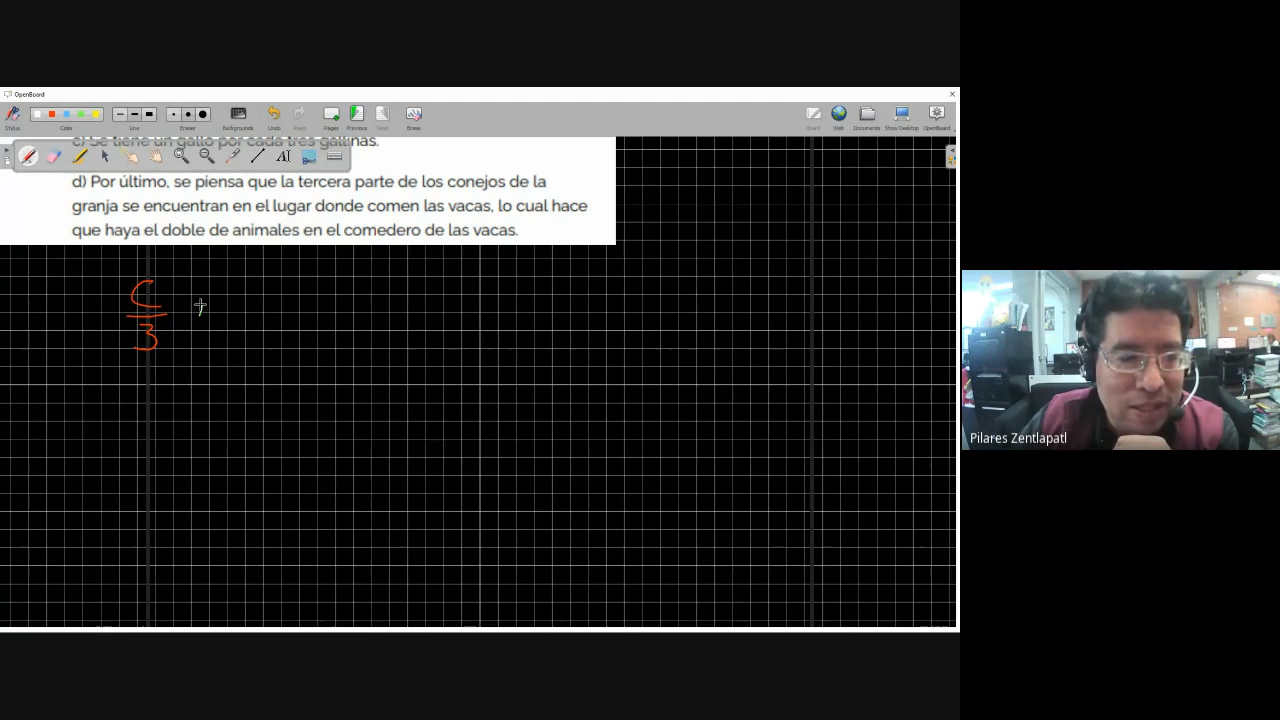 OpenBoard
Stylus
Color
Line
Eraser
Backgrounds
Undo
Redo
Pages
Previous
Next
Erase
Board
Web
Documents
Show Desktop
OpenBoard
c) Se tiene un gallo por cada tres gallinas.
d) Por último, se piensa que la tercera parte de los conejos de la
granja se encuentran en el lugar donde comen las vacas, lo cual hace
que haya el doble de animales en el comedero de las vacas.
C
3
Pilares Zentlapatl